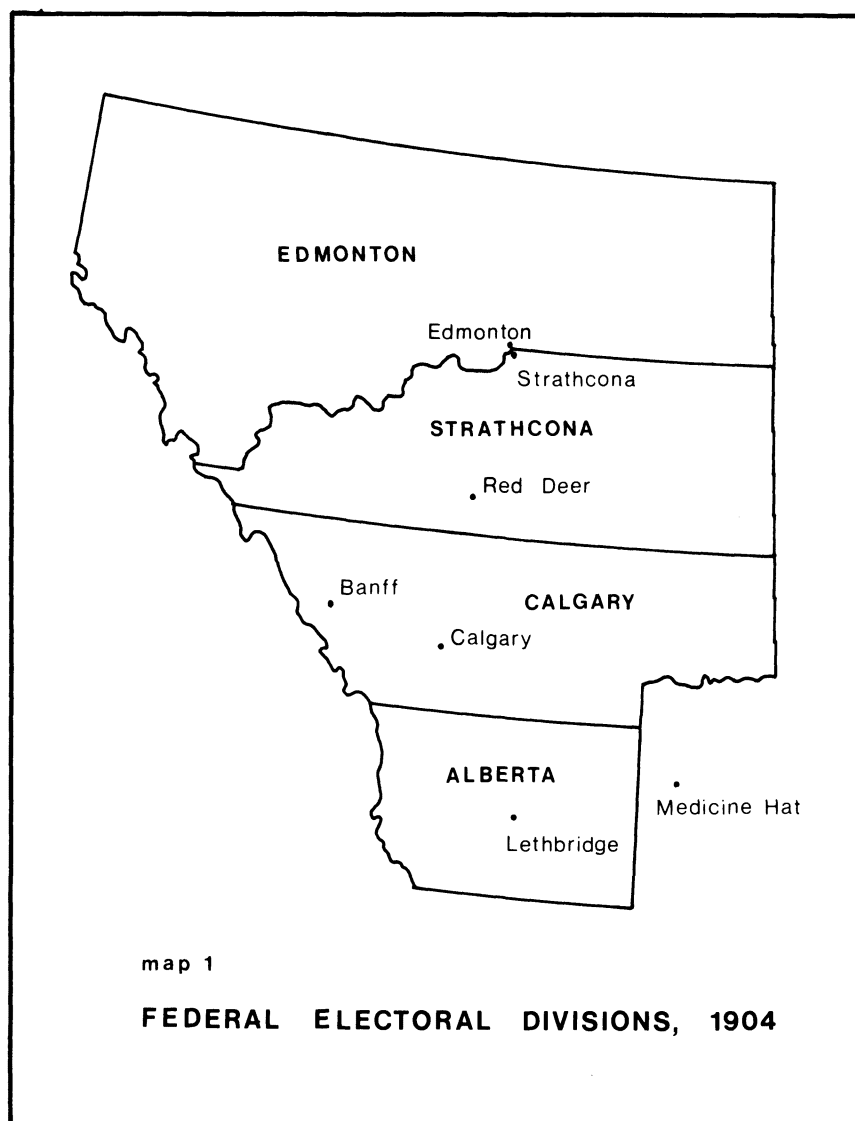 EDMONTON
Edmonton
Strathcona
STRATHCONA
Red Deer
Banff
CALGARY
Calgary
ALBERTA
Medicine Hat
Lethbridge
map 1
FEDERAL ELECTORAL DIVISIONS, 1904